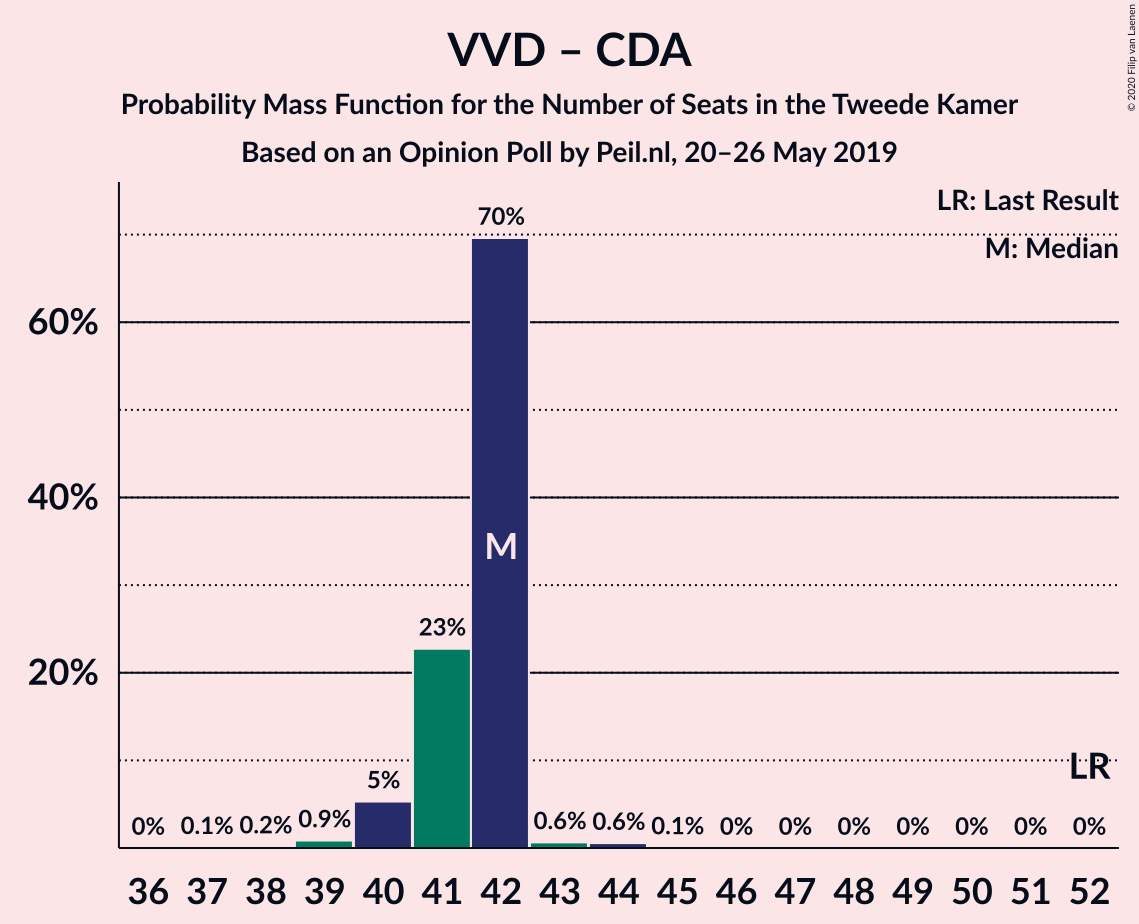 VVD – CDA
Probability Mass Function for the Number of Seats in the Tweede Kamer
Based on an Opinion Poll by Peil.nl, 20–26 May 2019
© 2020 Filip van Laenen
LR: Last Result
M: Median
60%
40%
20%
0% 0.1% 0.2% 0.9% 5% 23% 70% 0.6% 0.6% 0.1% 0% 0% 0% 0% 0% 0% 0%
M
LR
36 37 38 39 40 41 42 43 44 45 46 47 48 49 50 51 52